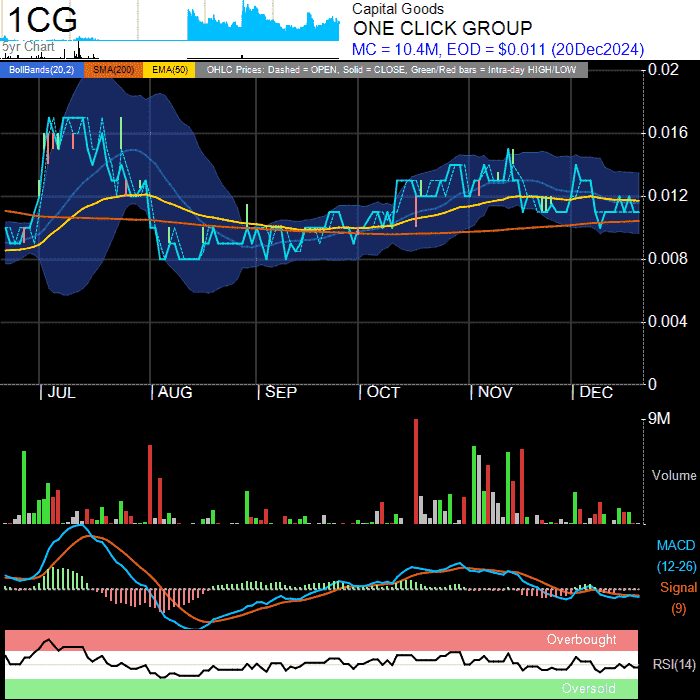 1CG
5yr Chart
Capital Goods
ONE CLICK GROUP
MC = 10.4M, EOD = $0.011 (20Dec2024)
BollBands(20,2) SMA(200) EMA(50) OHLC Prices: Dashed = OPEN, Solid = CLOSE, Green/Red bars = Intra-day HIGH/LOW
0.02
0.016
0.012
0.008
0.004
0
JUL AUG SEP OCT NOV DEC
9M
Volume
MACD
(12-26)
Signal
(9)
Overbought
RSI(14)
Oversold